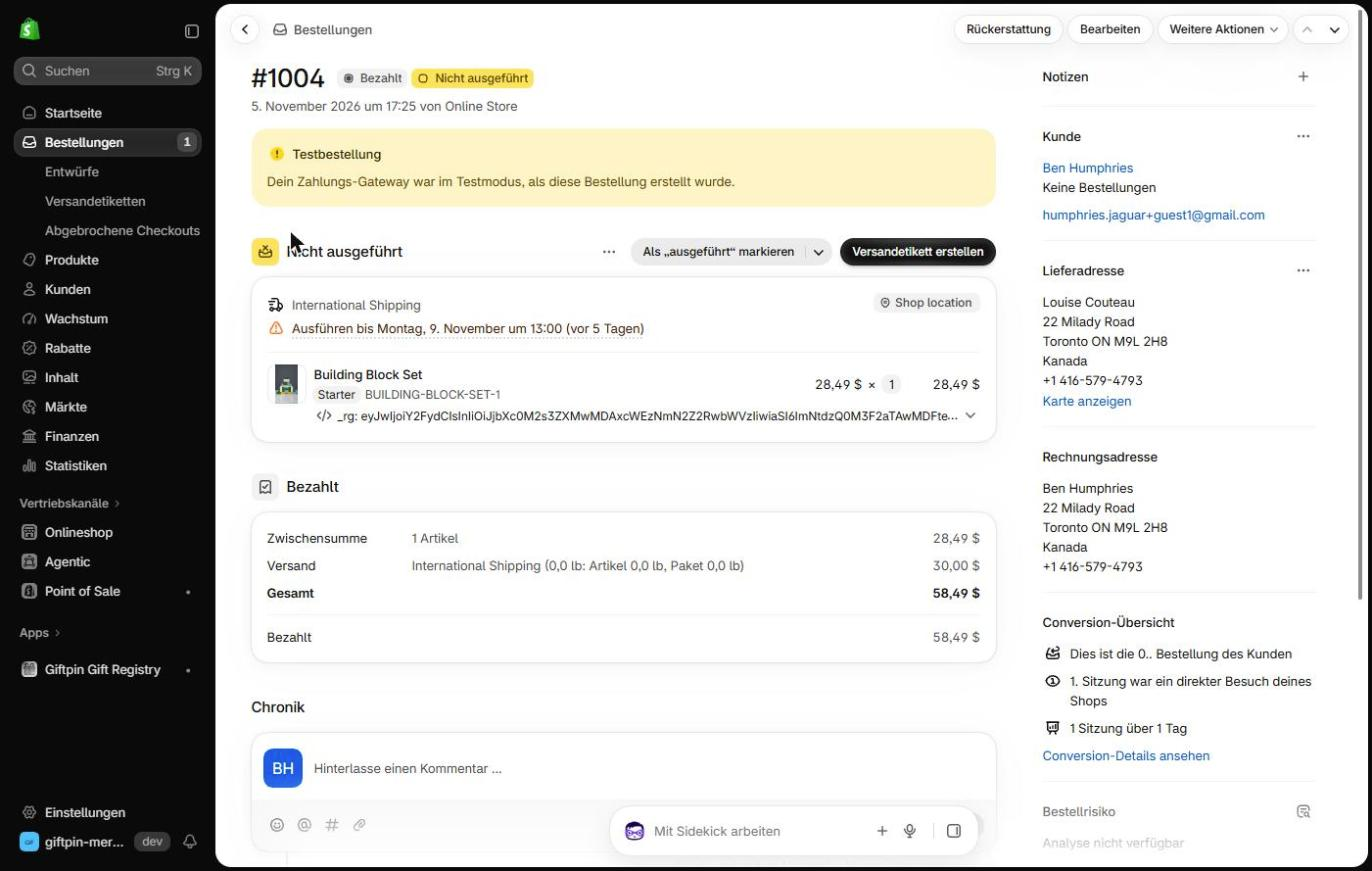 Suchen
Strg K
Startseite
Bestellungen
1
Entwürfe
Versandetiketten
Abgebrochene Checkouts
Produkte
Kunden
Wachstum
Rabatte
Inhalt
Märkte
Finanzen
Statistiken
Vertriebskanäle
Onlineshop
Agentic
Point of Sale
Apps
Giftpin Gift Registry
Einstellungen
giftpin-mer...
dev
Bestellungen
Rückerstattung
Bearbeiten
Weitere Aktionen
#1004
Bezahlt
Nicht ausgeführt
5. November 2026 um 17:25 von Online Store
Testbestellung
Dein Zahlungs-Gateway war im Testmodus, als diese Bestellung erstellt wurde.
Nicht ausgeführt
Als „ausgeführt“ markieren
Versandetikett erstellen
International Shipping
Shop location
Ausführen bis Montag, 9. November um 13:00 (vor 5 Tagen)
Building Block Set
Starter BUILDING-BLOCK-SET-1
28,49 $ × 1
28,49 $
_rg:
Bezahlt
Zwischensumme 1 Artikel 28,49 $
Versand International Shipping (0,0 lb: Artikel 0,0 lb, Paket 0,0 lb) 30,00 $
Gesamt 58,49 $
Bezahlt 58,49 $
Chronik
BH
Hinterlasse einen Kommentar ...
Mit Sidekick arbeiten
Notizen
Kunde
Ben Humphries
Keine Bestellungen
humphries.jaguar+guest1@gmail.com
Lieferadresse
Louise Couteau
22 Milady Road
Toronto ON M9L 2H8
Kanada
+1 416-579-4793
Karte anzeigen
Rechnungsadresse
Ben Humphries
22 Milady Road
Toronto ON M9L 2H8
Kanada
+1 416-579-4793
Conversion-Übersicht
Dies ist die 0.. Bestellung des Kunden
1. Sitzung war ein direkter Besuch deines
Shops
1 Sitzung über 1 Tag
Conversion-Details ansehen
Bestellrisiko
Analyse nicht verfügbar